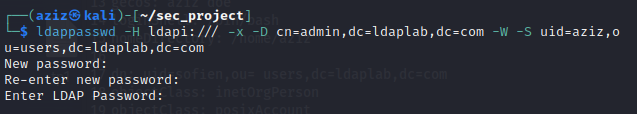 ┌──(aziz㉿kali)-[~/sec_project]
└─$ ldappasswd -H ldapi:/// -x -D cn=admin,dc=ldaplab,dc=com -W -S uid=aziz,o
u=users,dc=ldaplab,dc=com
New password:
Re-enter new password:
Enter LDAP Password: